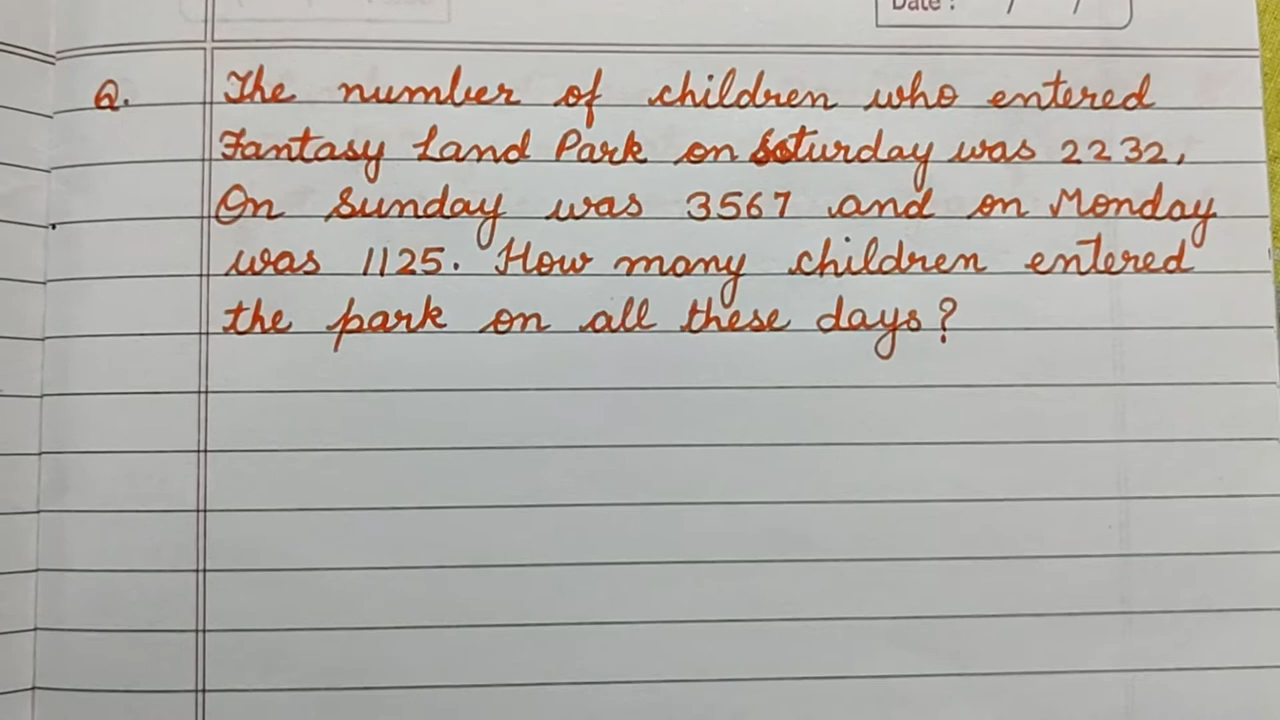 Date : / /
Q. The number of children who entered
Fantasy Land Park on Saturday was 2232,
On Sunday was 3567 and on Monday
was 1125. How many children entered
the park on all these days?